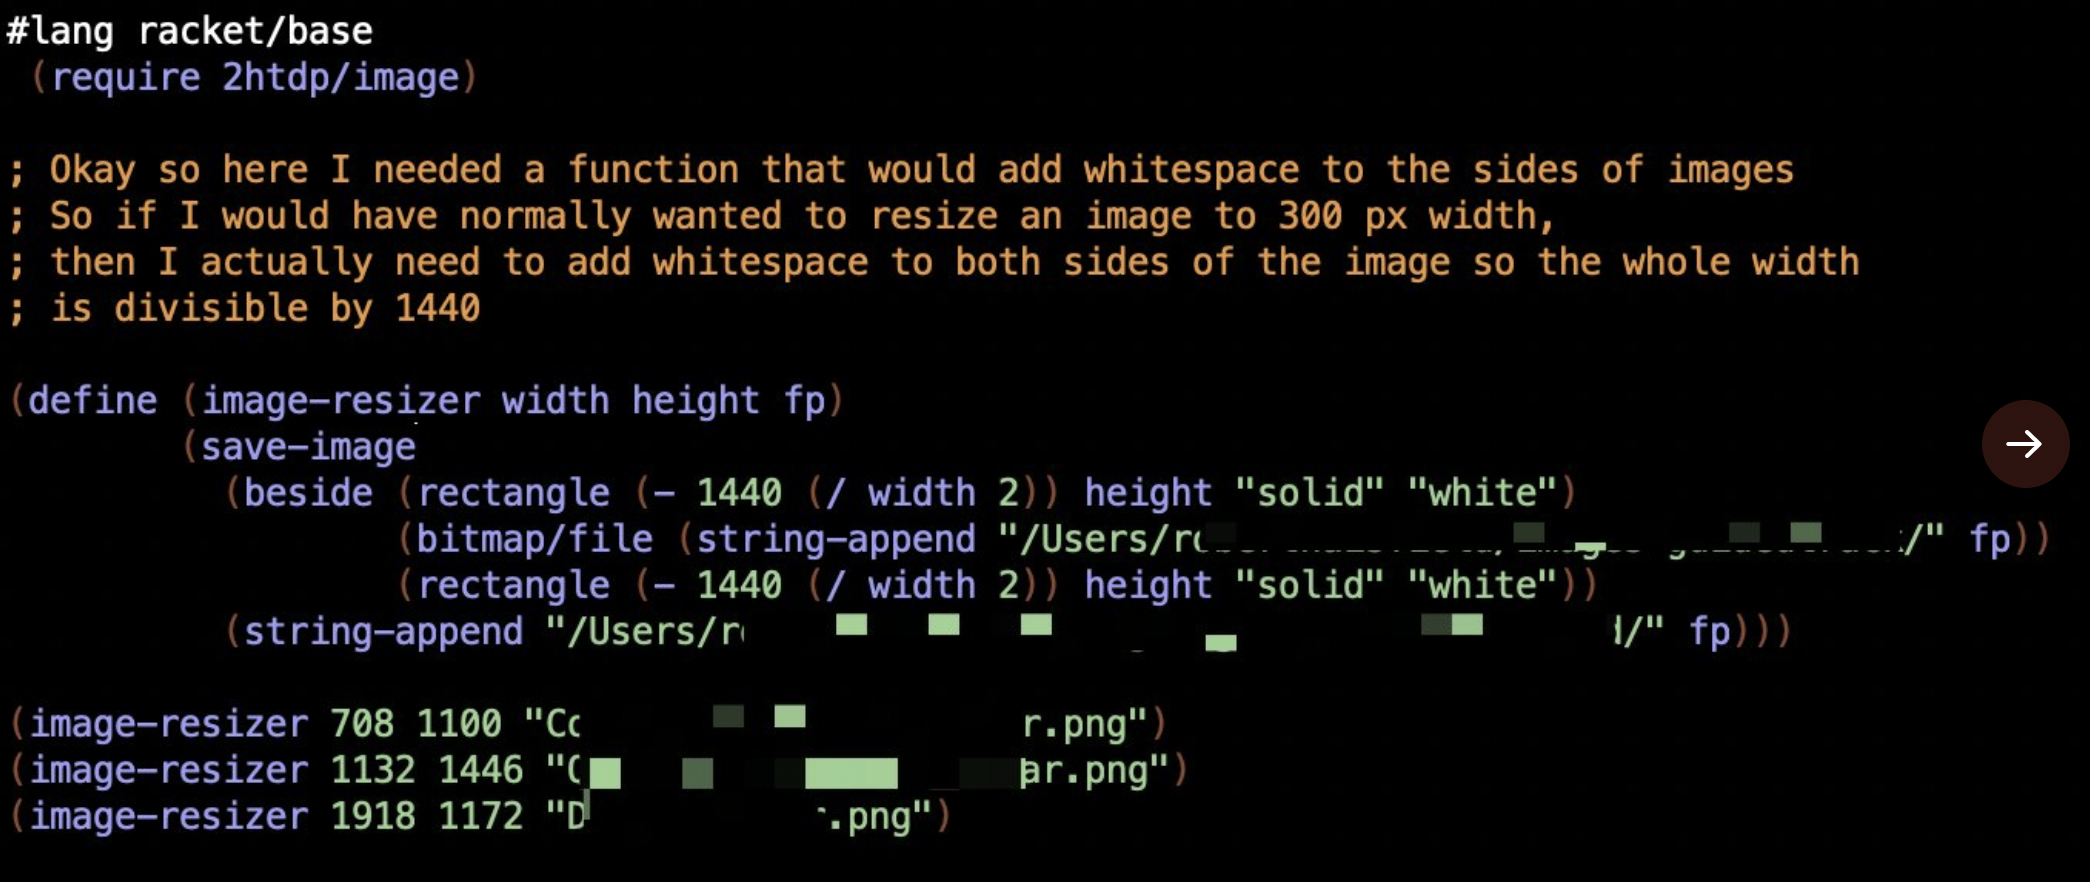 #lang racket/base
(require 2htdp/image)
; Okay so here I needed a function that would add whitespace to the sides of images
; So if I would have normally wanted to resize an image to 300 px width,
; then I actually need to add whitespace to both sides of the image so the whole width
; is divisible by 1440
(define (image-resizer width height fp)
(save-image
(beside (rectangle (- 1440 (/ width 2)) height "solid" "white")
(bitmap/file (string-append "/Users/r /" fp))
(rectangle (- 1440 (/ width 2)) height "solid" "white"))
(string-append "/Users/r /" fp)))
(image-resizer 708 1100 "C r.png")
(image-resizer 1132 1446 " ar.png")
(image-resizer 1918 1172 "D .png")